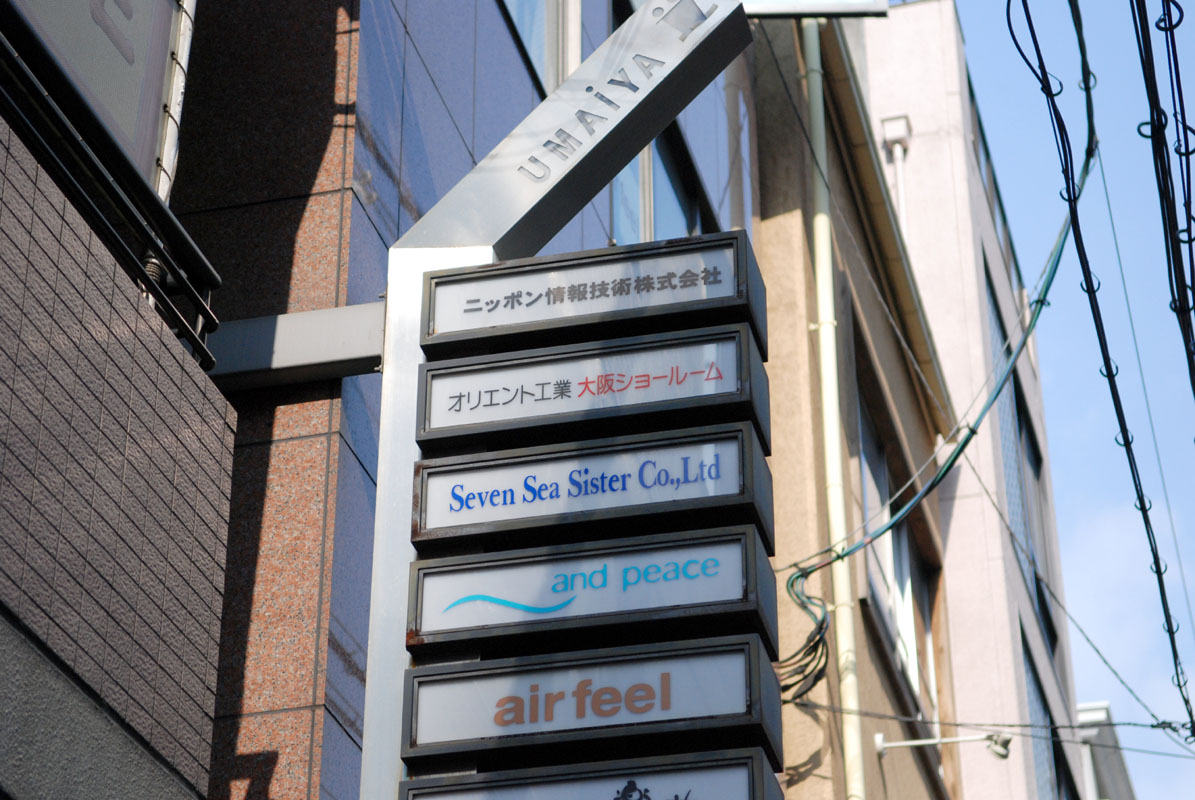 UMAiYA
ニッポン情報技術株式会社
オリエント工業 大阪ショールーム
Seven Sea Sister Co.,Ltd
and peace
air feel